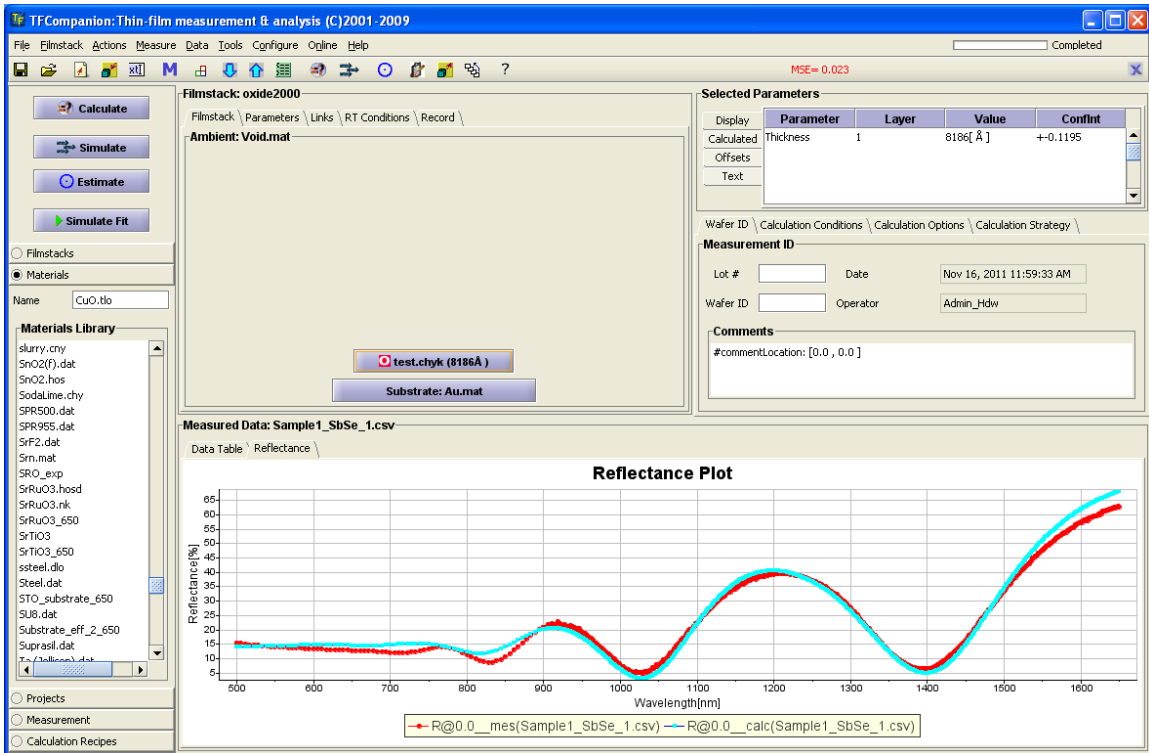 TFCompanion:Thin-film measurement & analysis (C)2001-2009
File Filmstack Actions Measure Data Tools Configure Online Help
Completed
MSE= 0.023
Calculate
Simulate
Estimate
Simulate Fit
Filmstacks
Materials
Name CuO.tlo
Materials Library
slurry.cny
SnO2(f).dat
SnO2.hos
SodaLime.chy
SPR500.dat
SPR955.dat
SrF2.dat
Srn.mat
SRO_exp
SrRuO3.hosd
SrRuO3.nk
SrRuO3_650
SrTiO3
SrTiO3_650
ssteel.dlo
Steel.dat
STO_substrate_650
SU8.dat
Substrate_eff_2_650
Suprasil.dat
Projects
Measurement
Calculation Recipes
Filmstack: oxide2000
Filmstack Parameters Links RT Conditions Record
Ambient: Void.mat
test.chyk (8186Å )
Substrate: Au.mat
Selected Parameters
Display
Calculated
Offsets
Text
Parameter Layer Value ConfInt
Thickness 1 8186[ Å ] +-0.1195
Wafer ID Calculation Conditions Calculation Options Calculation Strategy
Measurement ID
Lot # Date Nov 16, 2011 11:59:33 AM
Wafer ID Operator Admin_Hdw
Comments
#commentLocation: [0.0 , 0.0 ]
Measured Data: Sample1_SbSe_1.csv
Data Table Reflectance
Reflectance Plot
Reflectance[%]
65
60
55
50
45
40
35
30
25
20
15
10
5
500 600 700 800 900 1000 1100 1200 1300 1400 1500 1600
Wavelength[nm]
R@0.0__mes(Sample1_SbSe_1.csv) R@0.0__calc(Sample1_SbSe_1.csv)